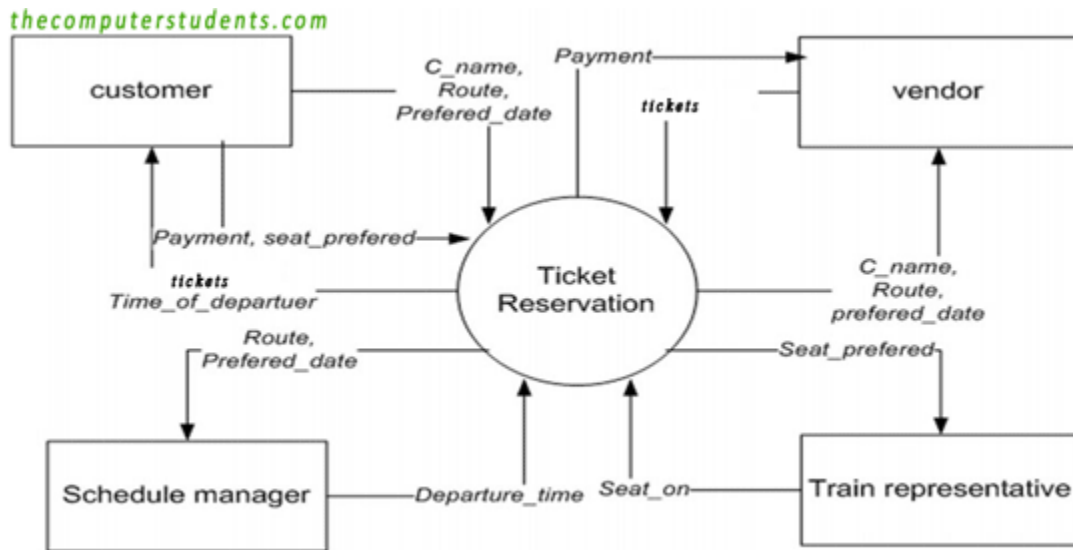 thecomputerstudents.com
customer
C_name,
Route,
Prefered_date
Payment
tickets
vendor
Payment, seat_prefered
tickets
Time_of_departuer
Ticket
Reservation
C_name,
Route,
prefered_date
Route,
Prefered_date
Seat_prefered
Schedule manager
Departure_time
Seat_on
Train representative